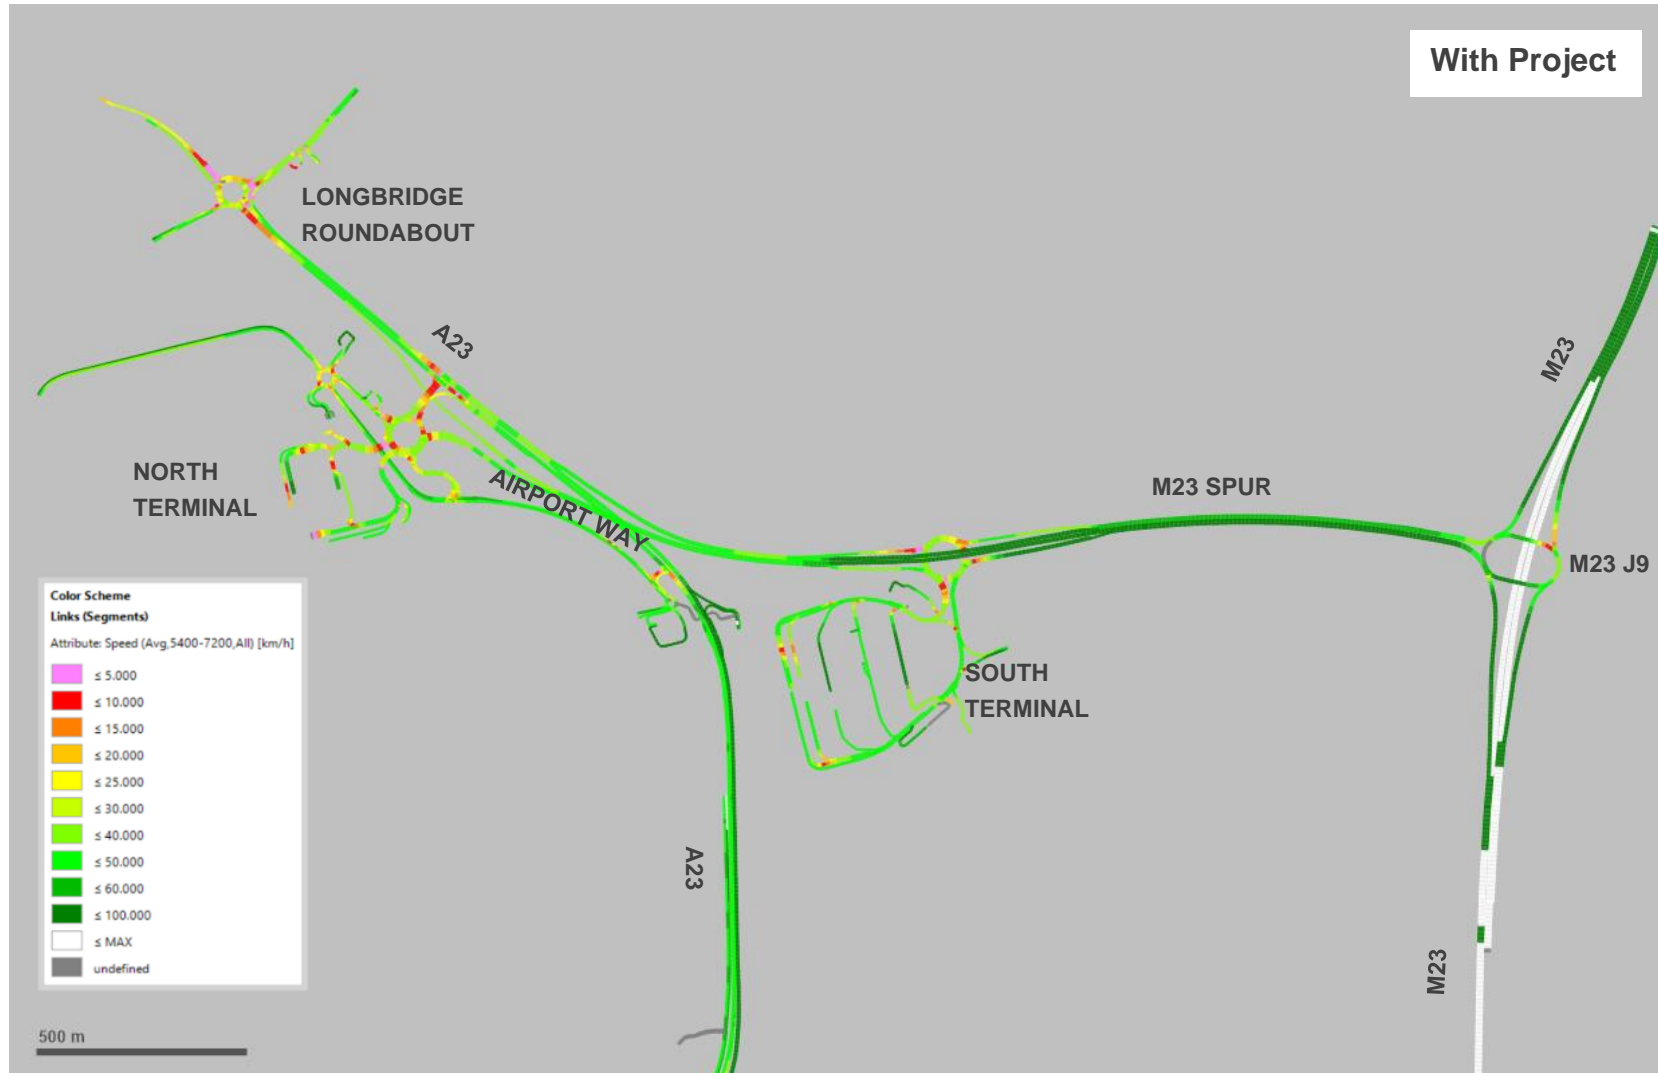 With Project
LONGBRIDGE
ROUNDABOUT
A23
M23
NORTH
TERMINAL
AIRPORT WAY
M23 SPUR
M23 J9
SOUTH
TERMINAL
A23
M23
Color Scheme
Links (Segments)
Attribute: Speed (Avg,5400-7200,All) [km/h]
≤ 5.000
≤ 10.000
≤ 15.000
≤ 20.000
≤ 25.000
≤ 30.000
≤ 40.000
≤ 50.000
≤ 60.000
≤ 100.000
≤ MAX
undefined
500 m